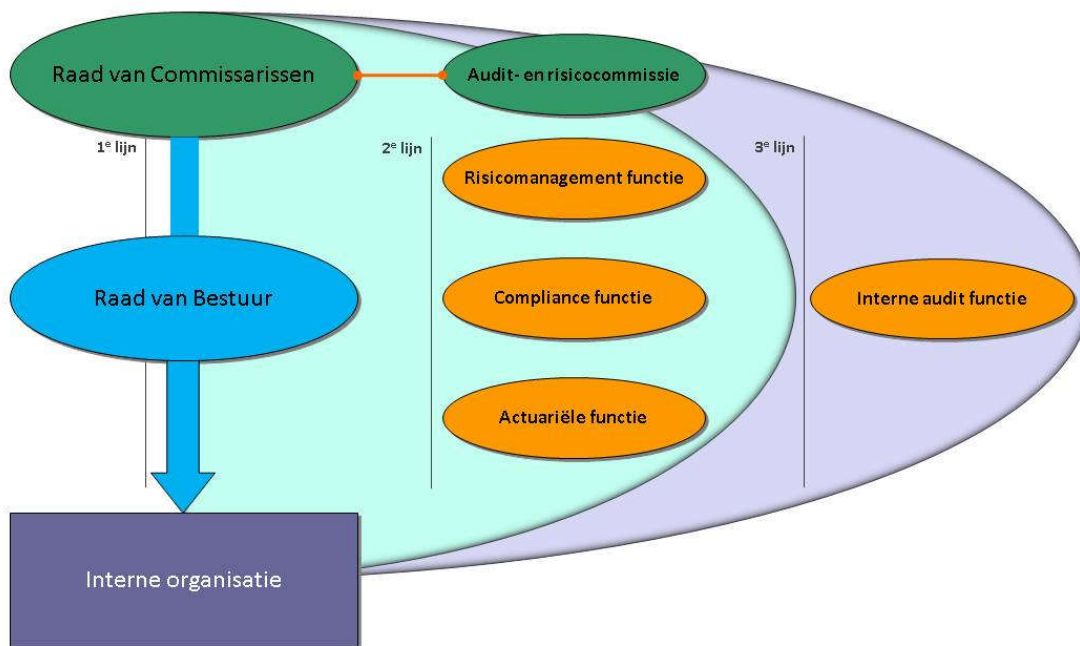 Raad van Commissarissen
Audit- en risicocommissie
1e lijn
2e lijn
3e lijn
Risicomanagement functie
Raad van Bestuur
Compliance functie
Interne audit functie
Actuariële functie
Interne organisatie